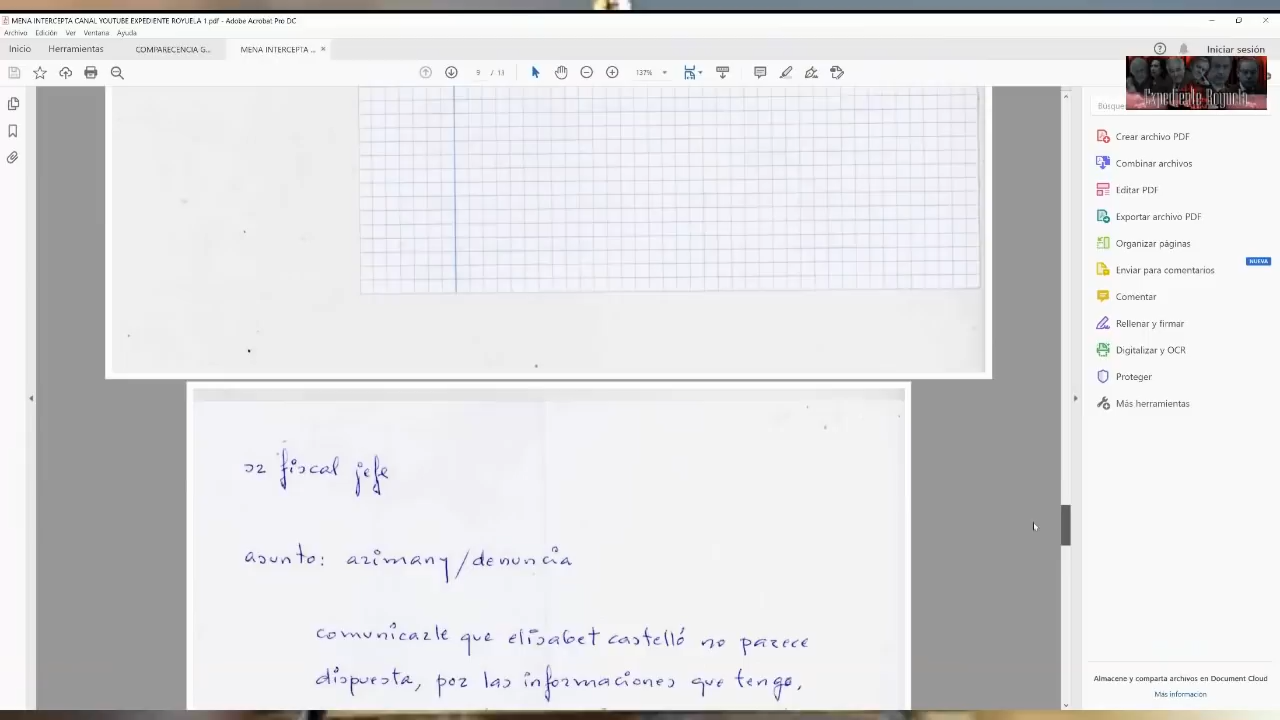 MENA INTERCEPTA CANAL YOUTUBE EXPEDIENTE ROYUELA 1.pdf - Adobe Acrobat Pro DC
Archivo Edición Ver Ventana Ayuda
Inicio Herramientas COMPARECENCIA G... MENA INTERCEPTA ... × Iniciar sesión
9 / 13 137%
Expediente Royuela
Búsque
Crear archivo PDF
Combinar archivos
Editar PDF
Exportar archivo PDF
Organizar páginas
NUEVA
Enviar para comentarios
Comentar
Rellenar y firmar
Digitalizar y OCR
Proteger
Más herramientas
sr fiscal jefe
asunto: arimany/denuncia
comunicarle que elisabet castelló no parece
dispuesta, por las informaciones que tengo,
Almacene y comparta archivos en Document Cloud
Más información